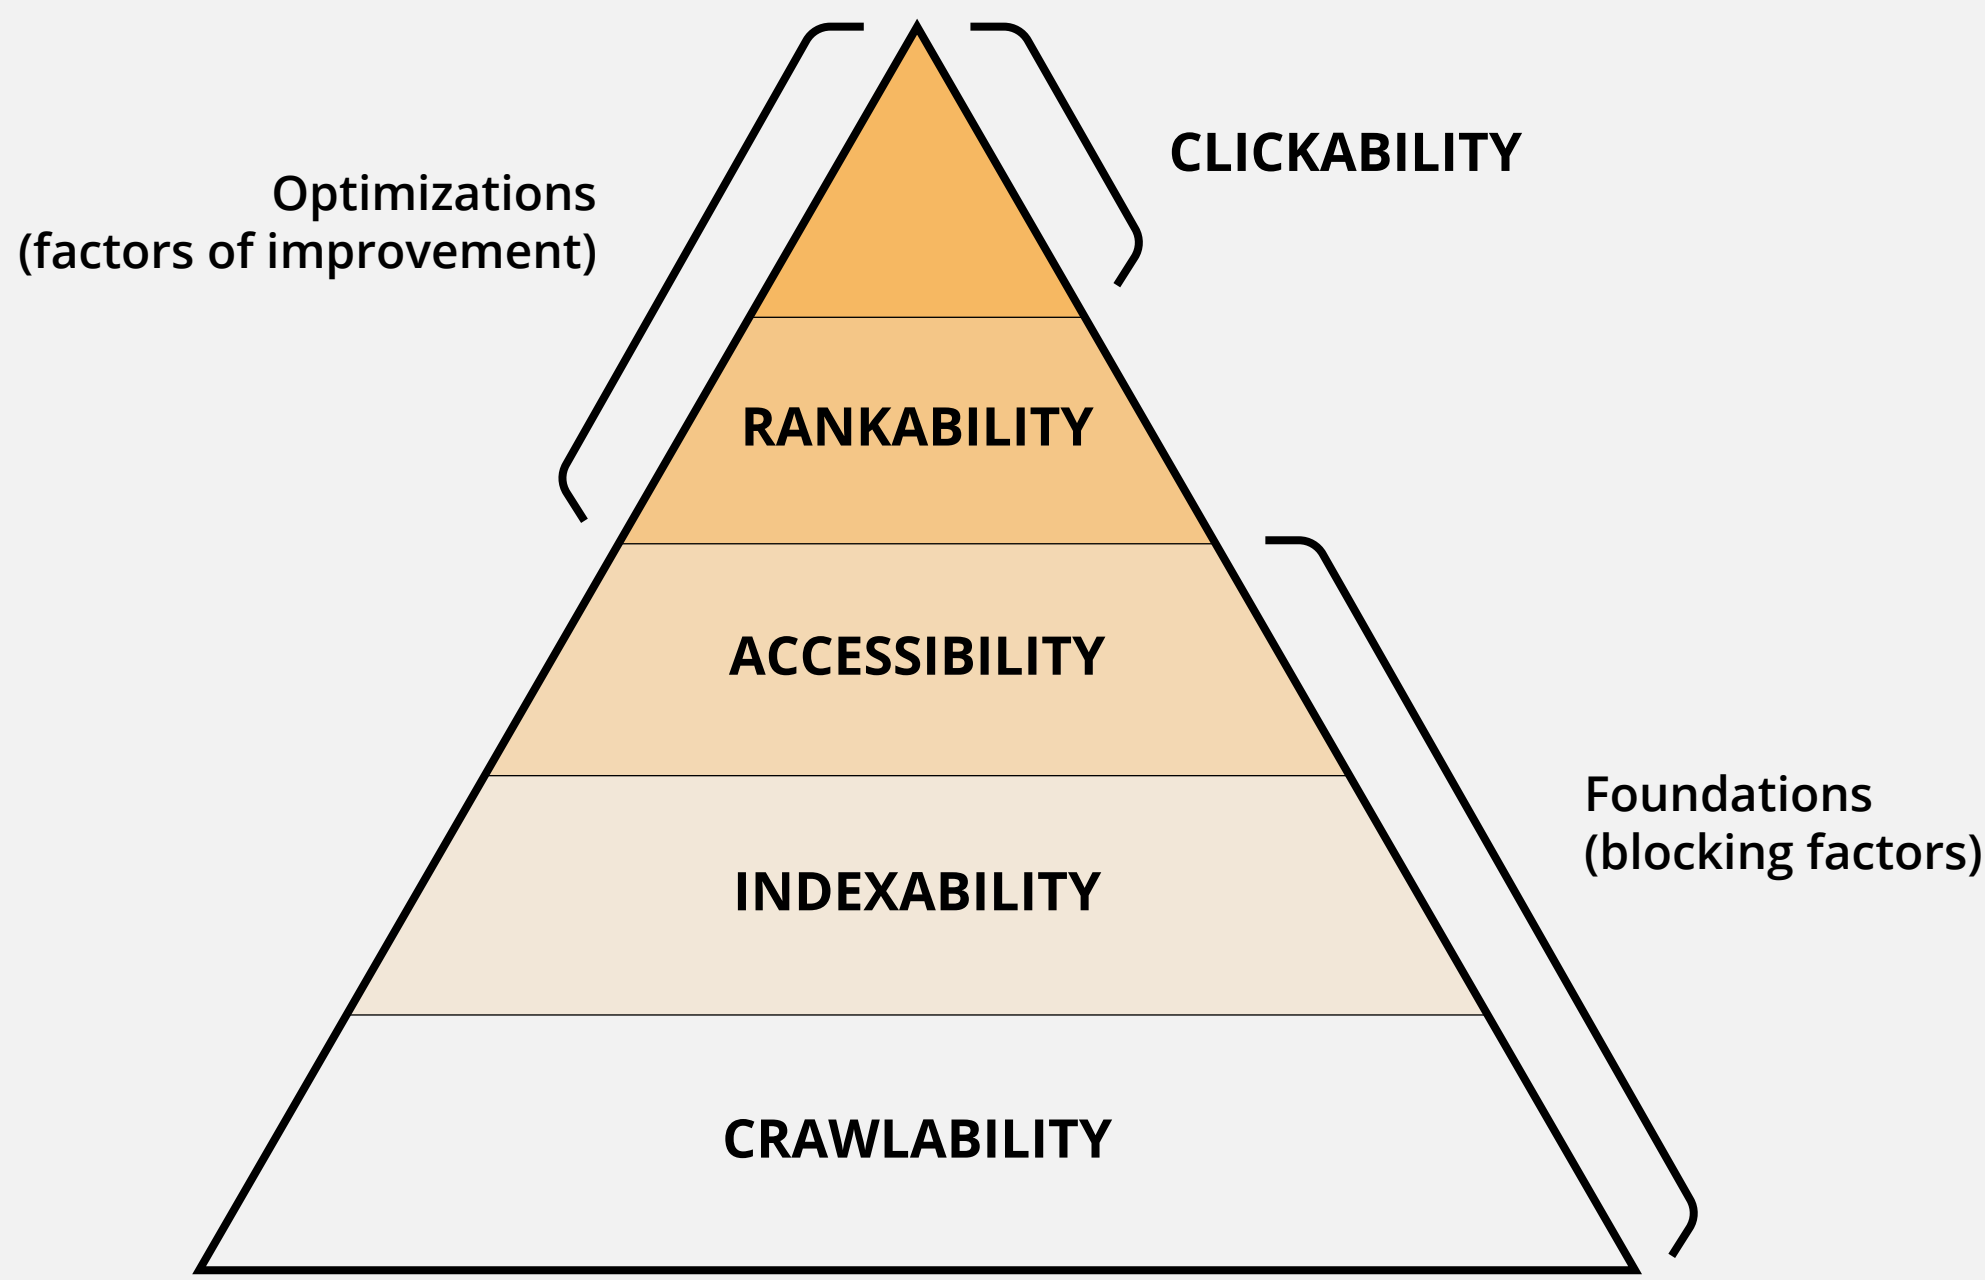 CLICKABILITY
Optimizations
(factors of improvement)
RANKABILITY
ACCESSIBILITY
Foundations
(blocking factors)
INDEXABILITY
CRAWLABILITY